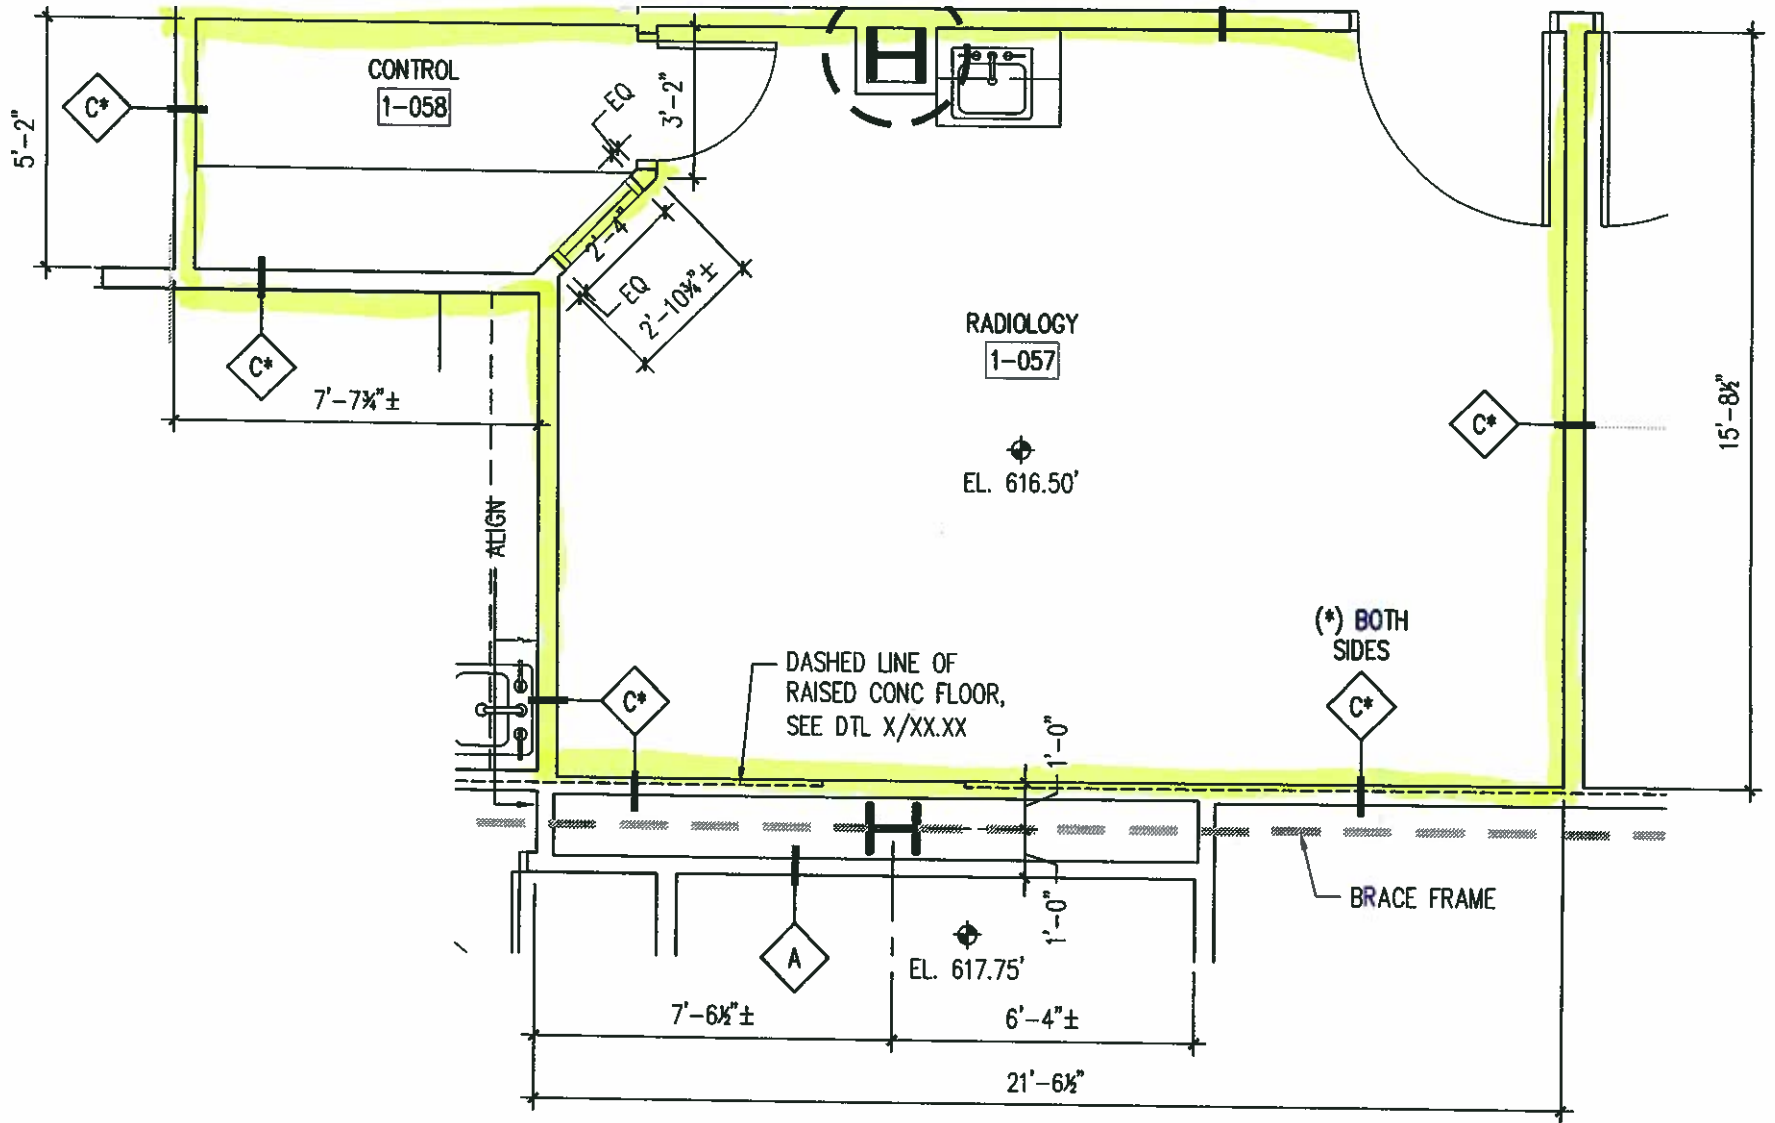 CONTROL
1-058
C*
5'-2"
EQ
3'-2"
2'-4"
EQ
2'-10¾"±
C*
7'-7¾"±
RADIOLOGY
1-057
EL. 616.50'
C*
15'-8½"
ALIGN
(*) BOTH
SIDES
C*
DASHED LINE OF
RAISED CONC FLOOR,
SEE DTL X/XX.XX
C*
1'-0"
BRACE FRAME
1'-0"
A
EL. 617.75'
7'-6½"±
6'-4"±
21'-6½"